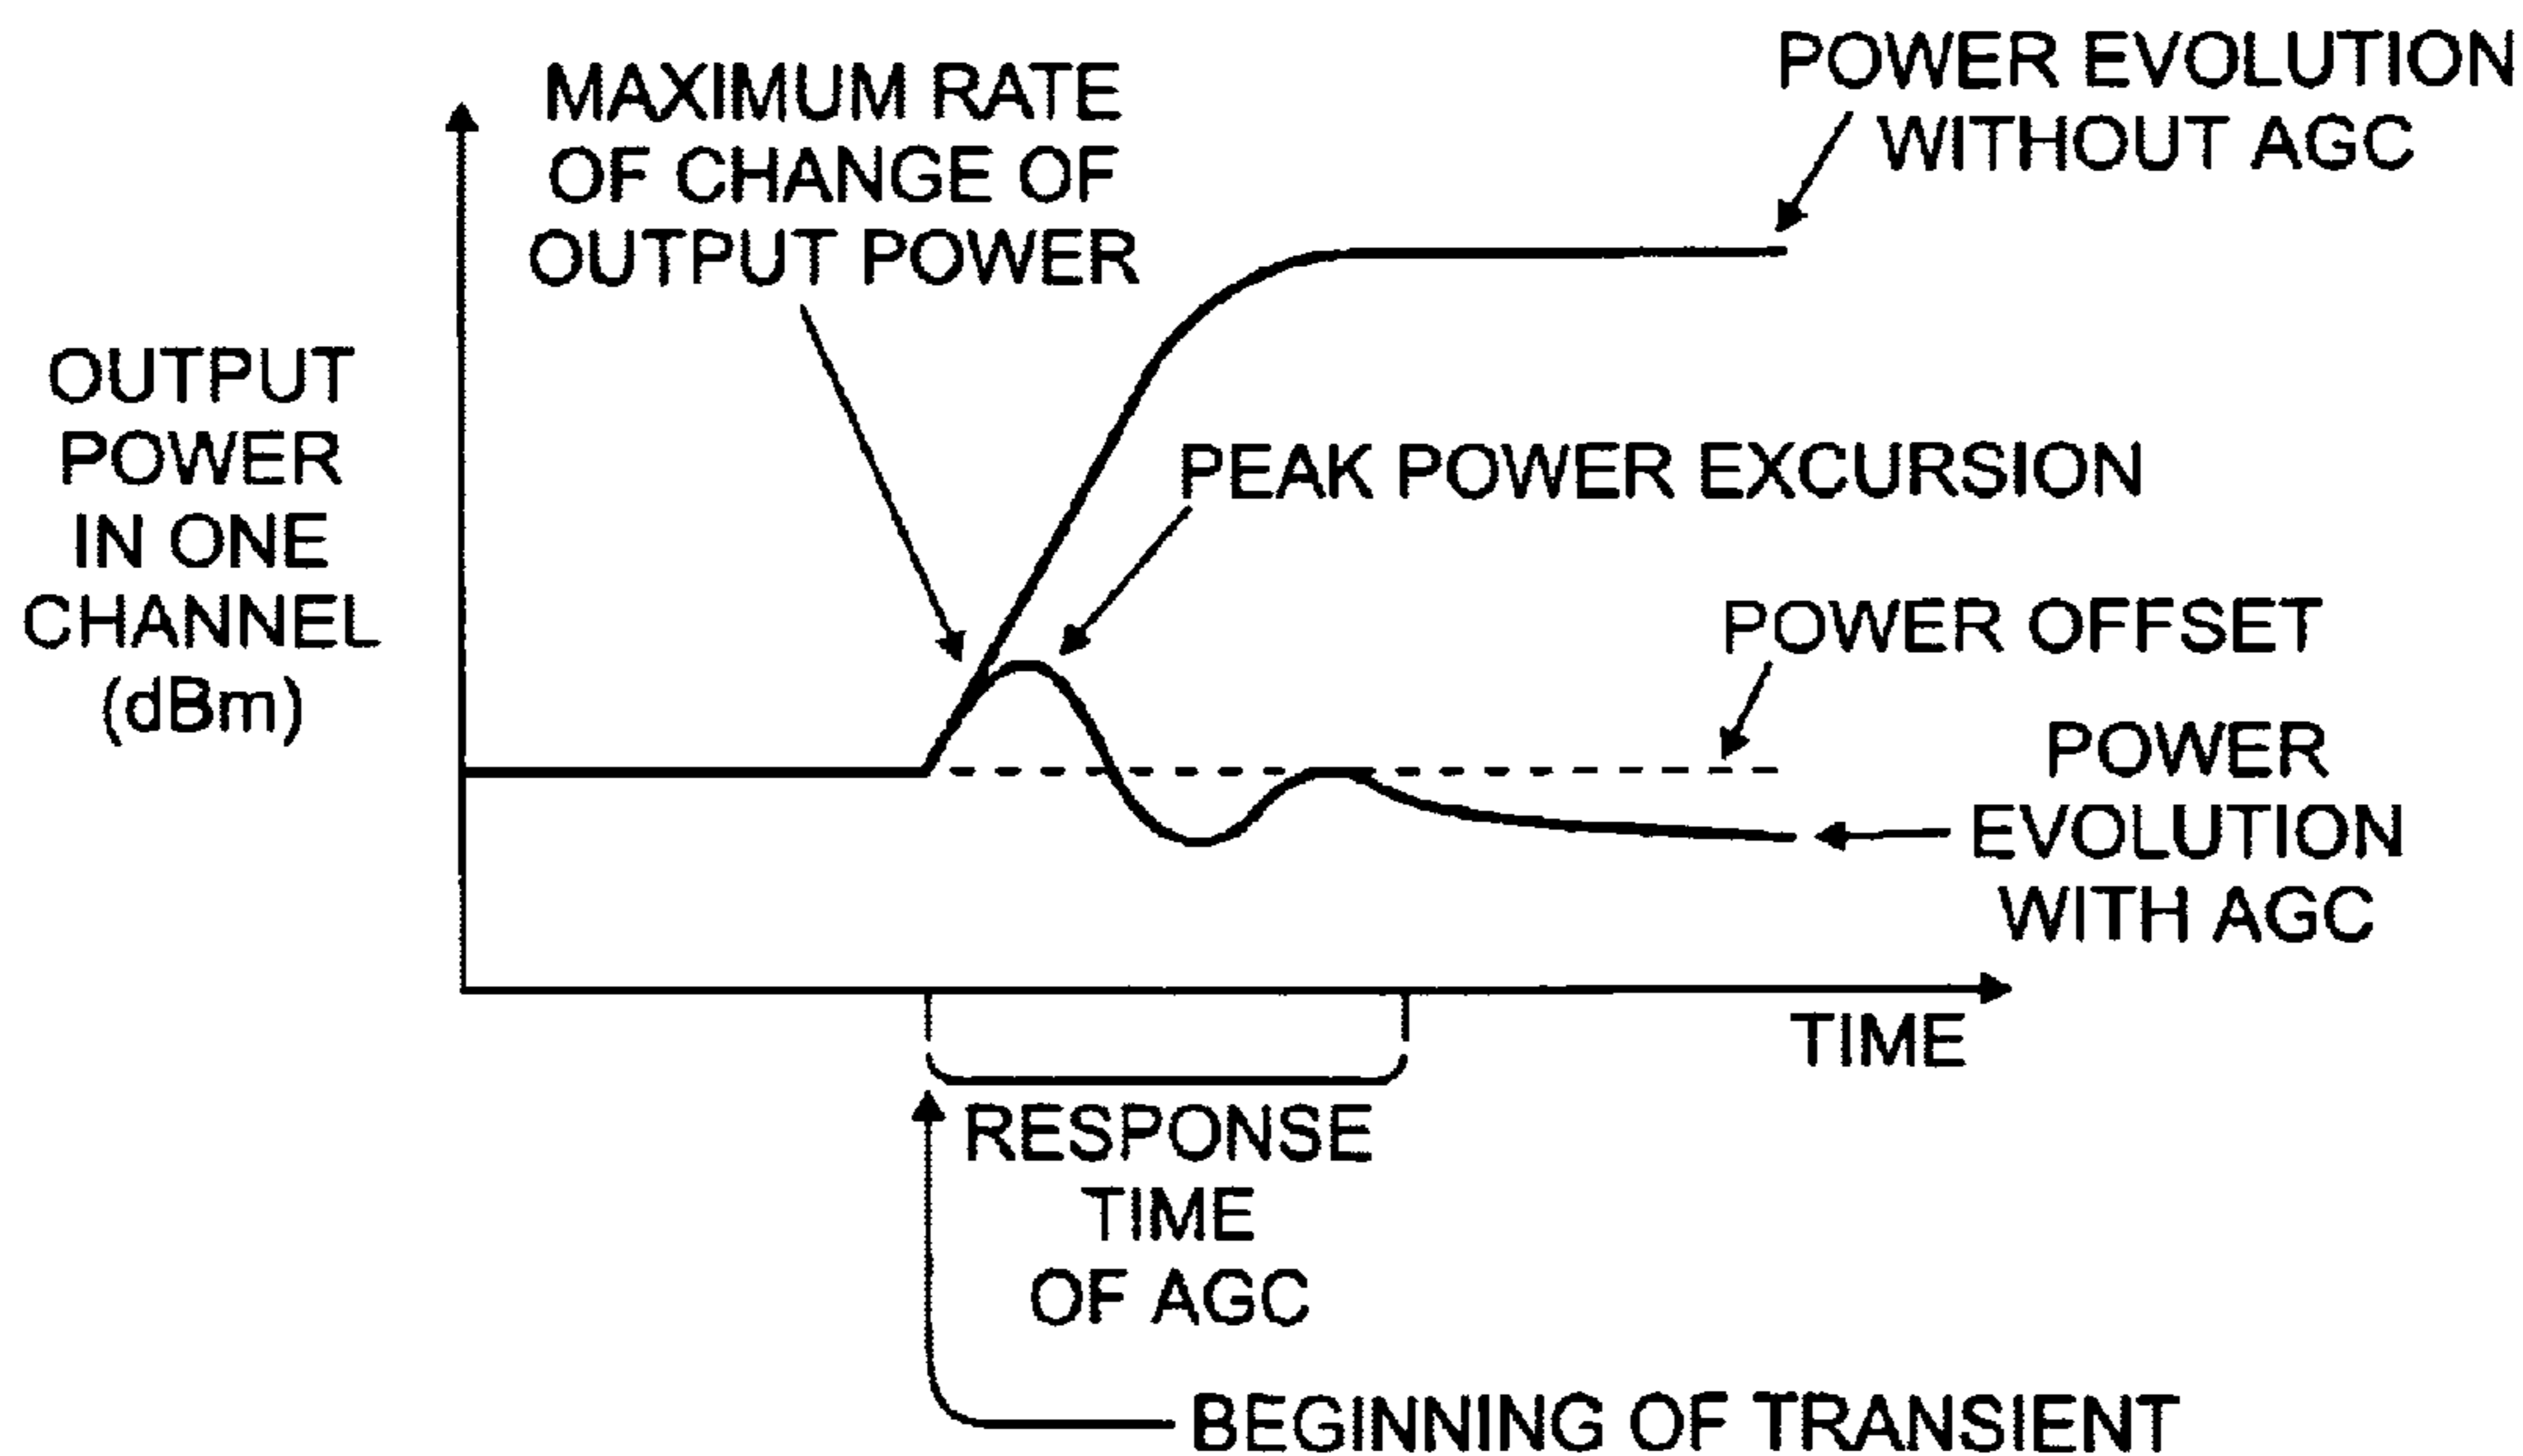 MAXIMUM RATE
OF CHANGE OF
OUTPUT POWER
POWER EVOLUTION
WITHOUT AGC
OUTPUT
POWER
IN ONE
CHANNEL
(dBm)
PEAK POWER EXCURSION
POWER OFFSET
POWER
EVOLUTION
WITH AGC
TIME
RESPONSE
TIME
OF AGC
BEGINNING OF TRANSIENT